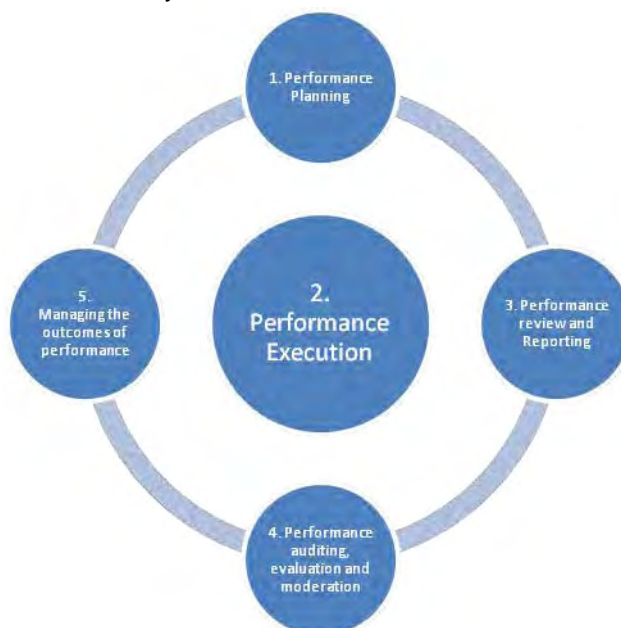 1. Performance
Planning
2.
Performance
Execution
3. Performance
review and
Reporting
4. Performance
auditing,
evaluation and
moderation
5.
Managing the
outcomes of
performance